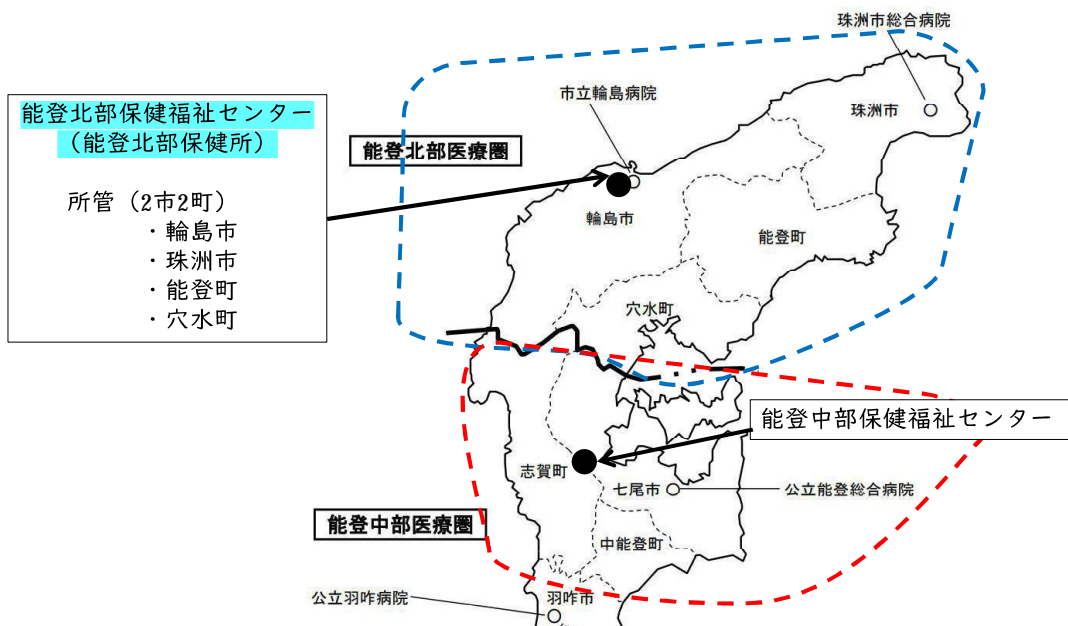 珠洲市総合病院
市立輪島病院
珠洲市
能登北部保健福祉センター
(能登北部保健所)
所管(2市2町)
・輪島市
・珠洲市
・能登町
・穴水町
能登北部医療圏
輪島市
能登町
穴水町
能登中部保健福祉センター
志賀町
七尾市
公立能登総合病院
能登中部医療圏
中能登町
公立羽咋病院
羽咋市